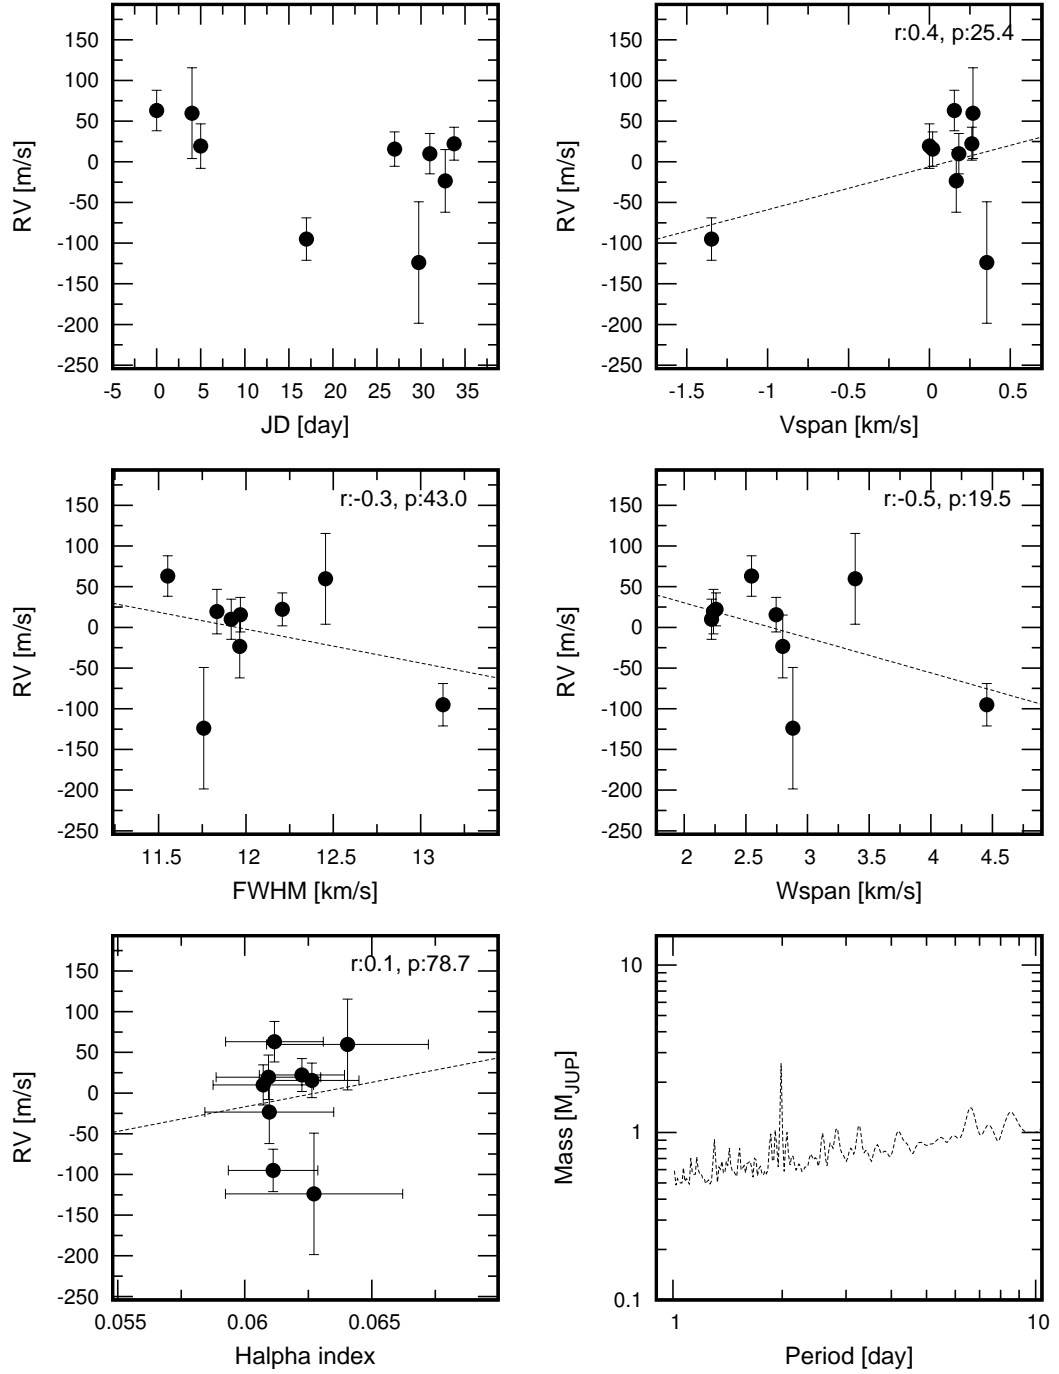 150
100
50
0
-50
-100
-150
-200
-250
RV [m/s]
-5 0 5 10 15 20 25 30 35
JD [day]
r:0.4, p:25.4
150
100
50
0
-50
-100
-150
-200
-250
RV [m/s]
-1.5 -1 -0.5 0 0.5
Vspan [km/s]
r:-0.3, p:43.0
150
100
50
0
-50
-100
-150
-200
-250
RV [m/s]
11.5 12 12.5 13
FWHM [km/s]
r:-0.5, p:19.5
150
100
50
0
-50
-100
-150
-200
-250
RV [m/s]
2 2.5 3 3.5 4 4.5
Wspan [km/s]
r:0.1, p:78.7
150
100
50
0
-50
-100
-150
-200
-250
RV [m/s]
0.055 0.06 0.065
Halpha index
10
1
0.1
Mass [M_JUP]
1 10
Period [day]